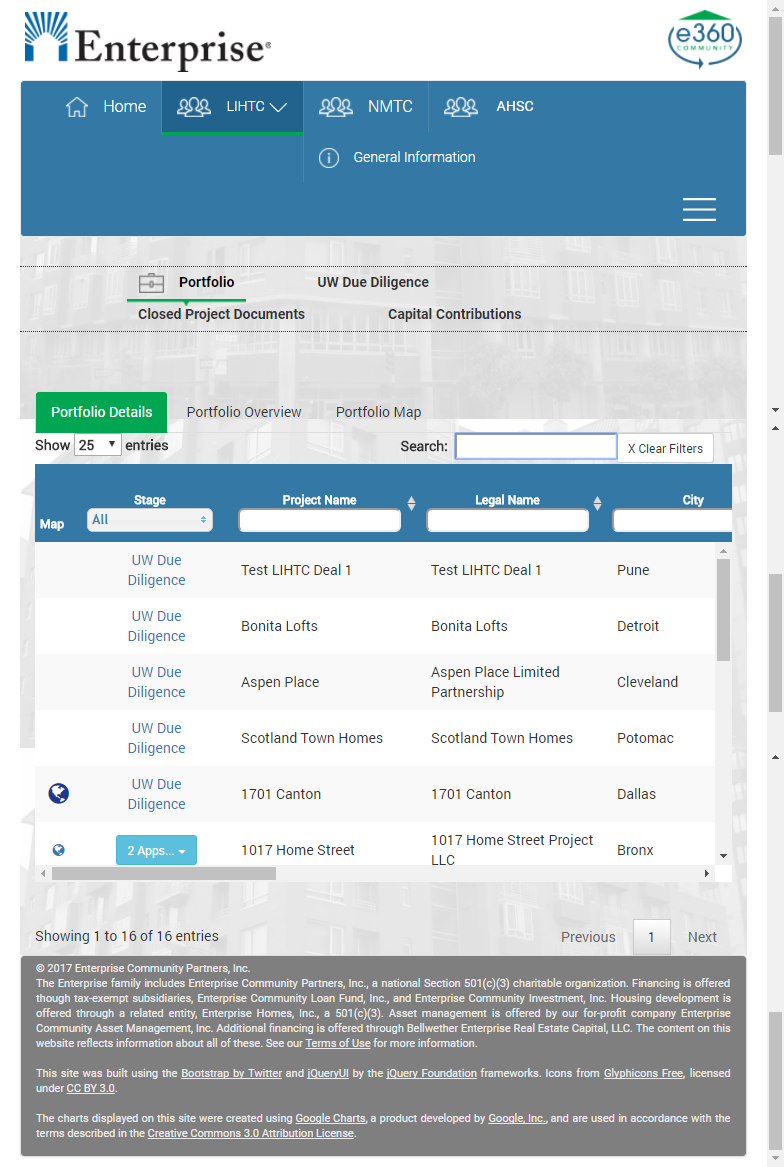 Enterprise®
e360
COMMUNITY
Home LIHTC NMTC AHSC
General Information
Portfolio UW Due Diligence
Closed Project Documents Capital Contributions
Portfolio Details Portfolio Overview Portfolio Map
Show 25 entries Search: X Clear Filters
Map Stage Project Name Legal Name City
All
UW Due Diligence Test LIHTC Deal 1 Test LIHTC Deal 1 Pune
UW Due Diligence Bonita Lofts Bonita Lofts Detroit
UW Due Diligence Aspen Place Aspen Place Limited Partnership Cleveland
UW Due Diligence Scotland Town Homes Scotland Town Homes Potomac
UW Due Diligence 1701 Canton 1701 Canton Dallas
2 Apps... 1017 Home Street 1017 Home Street Project LLC Bronx
Showing 1 to 16 of 16 entries Previous 1 Next
© 2017 Enterprise Community Partners, Inc.
The Enterprise family includes Enterprise Community Partners, Inc., a national Section 501(c)(3) charitable organization. Financing is offered
though tax-exempt subsidiaries, Enterprise Community Loan Fund, Inc., and Enterprise Community Investment, Inc. Housing development is
offered through a related entity, Enterprise Homes, Inc., a 501(c)(3). Asset management is offered by our for-profit company Enterprise
Community Asset Management, Inc. Additional financing is offered through Bellwether Enterprise Real Estate Capital, LLC. The content on this
website reflects information about all of these. See our Terms of Use for more information.
This site was built using the Bootstrap by Twitter and jQueryUI by the jQuery Foundation frameworks. Icons from Glyphicons Free, licensed
under CC BY 3.0.
The charts displayed on this site were created using Google Charts, a product developed by Google, Inc., and are used in accordance with the
terms described in the Creative Commons 3.0 Attribution License.